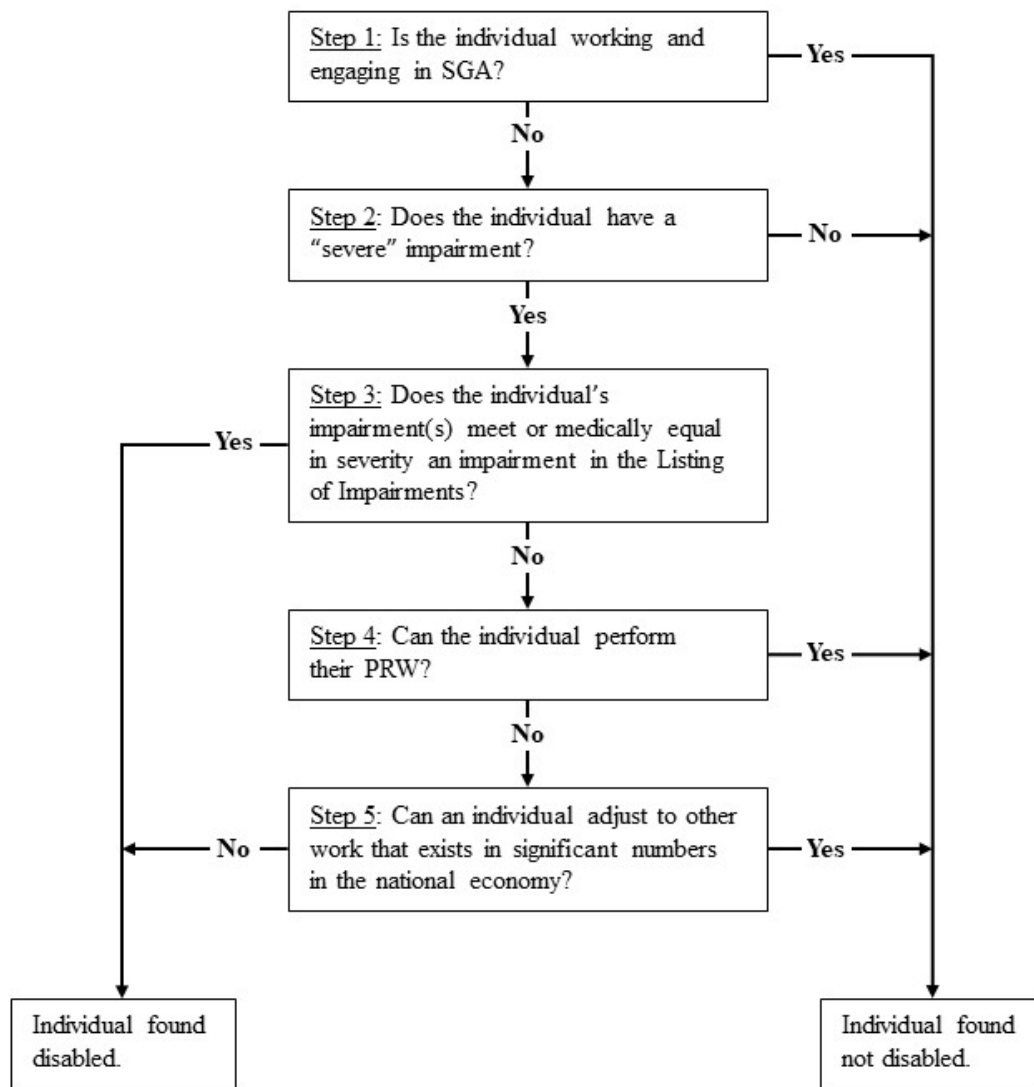 Step 1: Is the individual working and
engaging in SGA?
Yes
No
Step 2: Does the individual have a
“severe” impairment?
No
Yes
Step 3: Does the individual’s
impairment(s) meet or medically equal
in severity an impairment in the Listing
of Impairments?
Yes
No
Step 4: Can the individual perform
their PRW?
Yes
No
Step 5: Can an individual adjust to other
work that exists in significant numbers
in the national economy?
No
Yes
Individual found
disabled.
Individual found
not disabled.